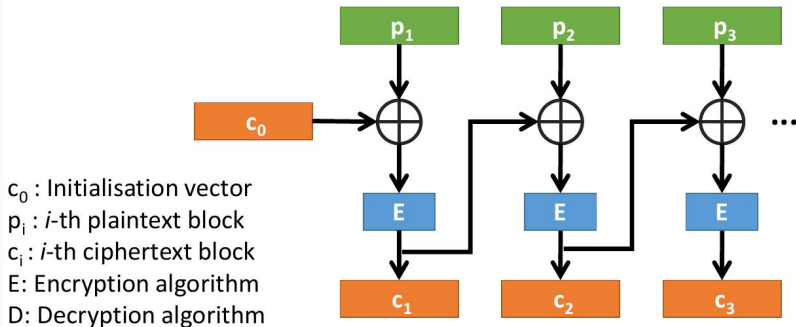 p₁ p₂ p₃
c₀
...
c₀ : Initialisation vector
E E E
pᵢ : i-th plaintext block
cᵢ : i-th ciphertext block
E: Encryption algorithm
c₁ c₂ c₃
D: Decryption algorithm